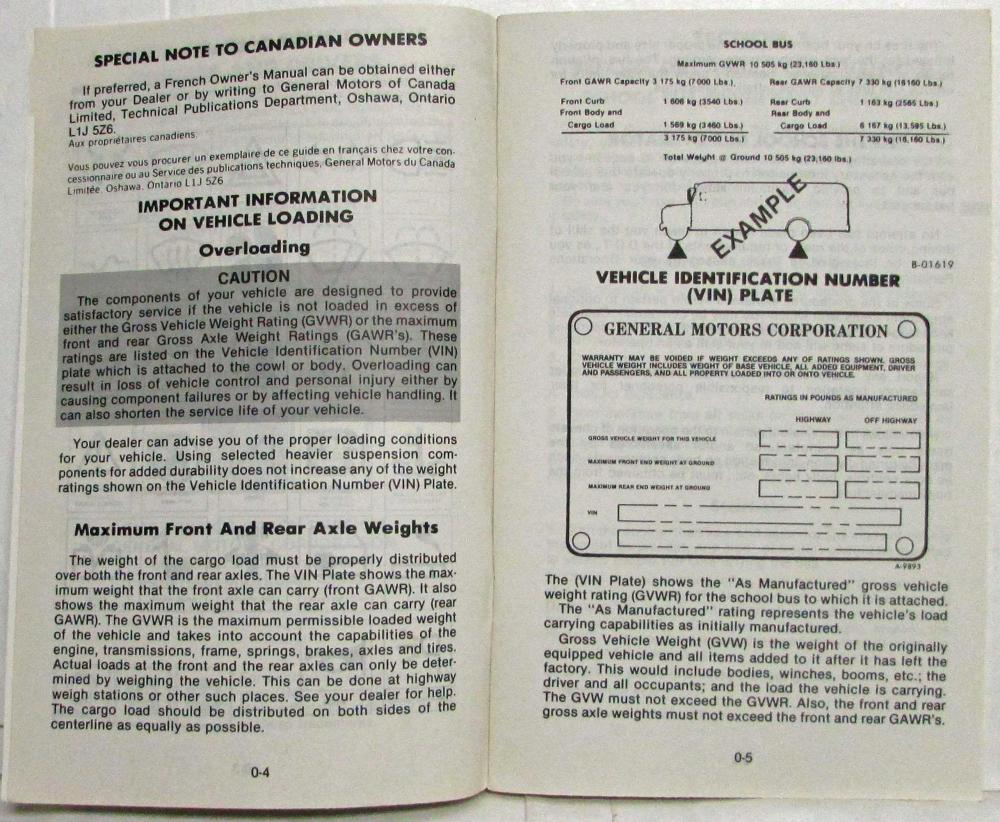 SPECIAL NOTE TO CANADIAN OWNERS
If preferred, a French Owner's Manual can be obtained either
from your Dealer or by writing to General Motors of Canada
Limited, Technical Publications Department, Oshawa, Ontario
L1J 5Z6.
Aux propriétaires canadiens.
Vous pouvez vous procurer un exemplaire de ce guide en français chez votre con-
cessionnaire ou au Service des publications techniques, General Motors du Canada
Limitée, Oshawa, Ontario L1J 5Z6
IMPORTANT INFORMATION
ON VEHICLE LOADING
Overloading
CAUTION
The components of your vehicle are designed to provide
satisfactory service if the vehicle is not loaded in excess of
either the Gross Vehicle Weight Rating (GVWR) or the maximum
front and rear Gross Axle Weight Ratings (GAWR's). These
ratings are listed on the Vehicle Identification Number (VIN)
plate which is attached to the cowl or body. Overloading can
result in loss of vehicle control and personal injury either by
causing component failures or by affecting vehicle handling. It
can also shorten the service life of your vehicle.
Your dealer can advise you of the proper loading conditions
for your vehicle. Using selected heavier suspension com-
ponents for added durability does not increase any of the weight
ratings shown on the Vehicle Identification Number (VIN) Plate.
Maximum Front And Rear Axle Weights
The weight of the cargo load must be properly distributed
over both the front and rear axles. The VIN Plate shows the max-
imum weight that the front axle can carry (front GAWR). It also
shows the maximum weight that the rear axle can carry (rear
GAWR). The GVWR is the maximum permissible loaded weight
of the vehicle and takes into account the capabilities of the
engine, transmissions, frame, springs, brakes, axles and tires.
Actual loads at the front and the rear axles can only be deter-
mined by weighing the vehicle. This can be done at highway
weigh stations or other such places. See your dealer for help.
The cargo load should be distributed on both sides of the
centerline as equally as possible.
0-4
SCHOOL BUS
Maximum GVWR 10 505 kg (23,160 Lbs.)
Front GAWR Capacity 3 175 kg (7000 Lbs.) Rear GAWR Capacity 7 330 kg (16160 Lbs.)
Front Curb 1 606 kg (3540 Lbs.) Rear Curb 1 163 kg (2565 Lbs.)
Front Body and Rear Body and
Cargo Load 1 569 kg (3460 Lbs.) Cargo Load 6 167 kg (13,595 Lbs.)
3 175 kg (7000 Lbs.) 7 330 kg (16,160 Lbs.)
Total Weight @ Ground 10 505 kg (23,160 lbs.)
EXAMPLE
B-01619
VEHICLE IDENTIFICATION NUMBER
(VIN) PLATE
GENERAL MOTORS CORPORATION
WARRANTY MAY BE VOIDED IF WEIGHT EXCEEDS ANY OF RATINGS SHOWN. GROSS
VEHICLE WEIGHT INCLUDES WEIGHT OF BASE VEHICLE, ALL ADDED EQUIPMENT, DRIVER
AND PASSENGERS, AND ALL PROPERTY LOADED INTO OR ONTO VEHICLE.
RATINGS IN POUNDS AS MANUFACTURED
HIGHWAY OFF HIGHWAY
GROSS VEHICLE WEIGHT FOR THIS VEHICLE
MAXIMUM FRONT END WEIGHT AT GROUND
MAXIMUM REAR END WEIGHT AT GROUND
VIN
A-9893
The (VIN Plate) shows the "As Manufactured" gross vehicle
weight rating (GVWR) for the school bus to which it is attached.
The "As Manufactured" rating represents the vehicle's load
carrying capabilities as initially manufactured.
Gross Vehicle Weight (GVW) is the weight of the originally
equipped vehicle and all items added to it after it has left the
factory. This would include bodies, winches, booms, etc.; the
driver and all occupants; and the load the vehicle is carrying.
The GVW must not exceed the GVWR. Also, the front and rear
gross axle weights must not exceed the front and rear GAWR's.
0-5